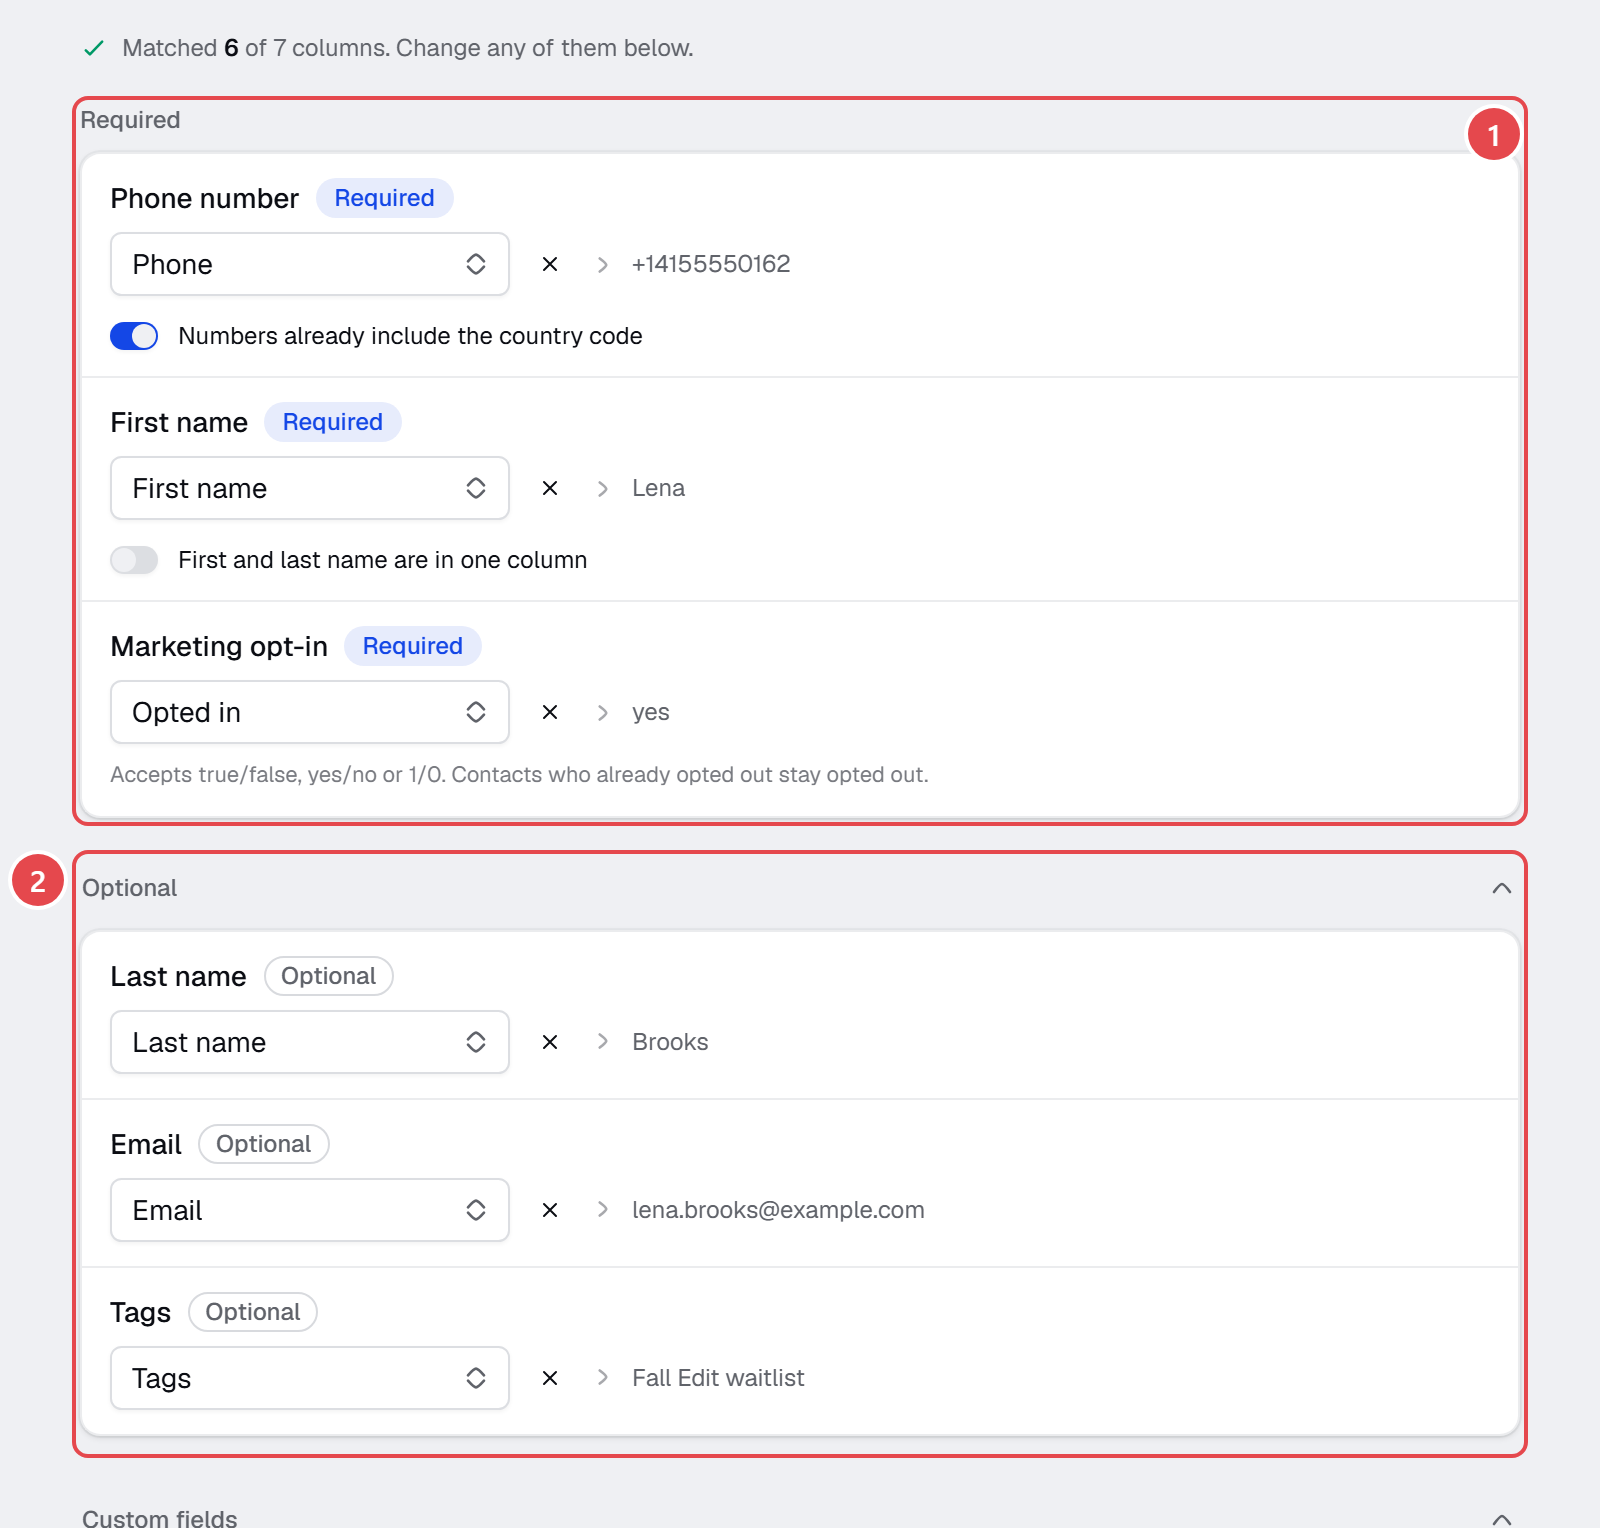 Matched 6 of 7 columns. Change any of them below.
Required
1
Phone number Required
Phone +14155550162
Numbers already include the country code
First name Required
First name Lena
First and last name are in one column
Marketing opt-in Required
Opted in yes
Accepts true/false, yes/no or 1/0. Contacts who already opted out stay opted out.
2
Optional
Last name Optional
Last name Brooks
Email Optional
Email lena.brooks@example.com
Tags Optional
Tags Fall Edit waitlist
Custom fields